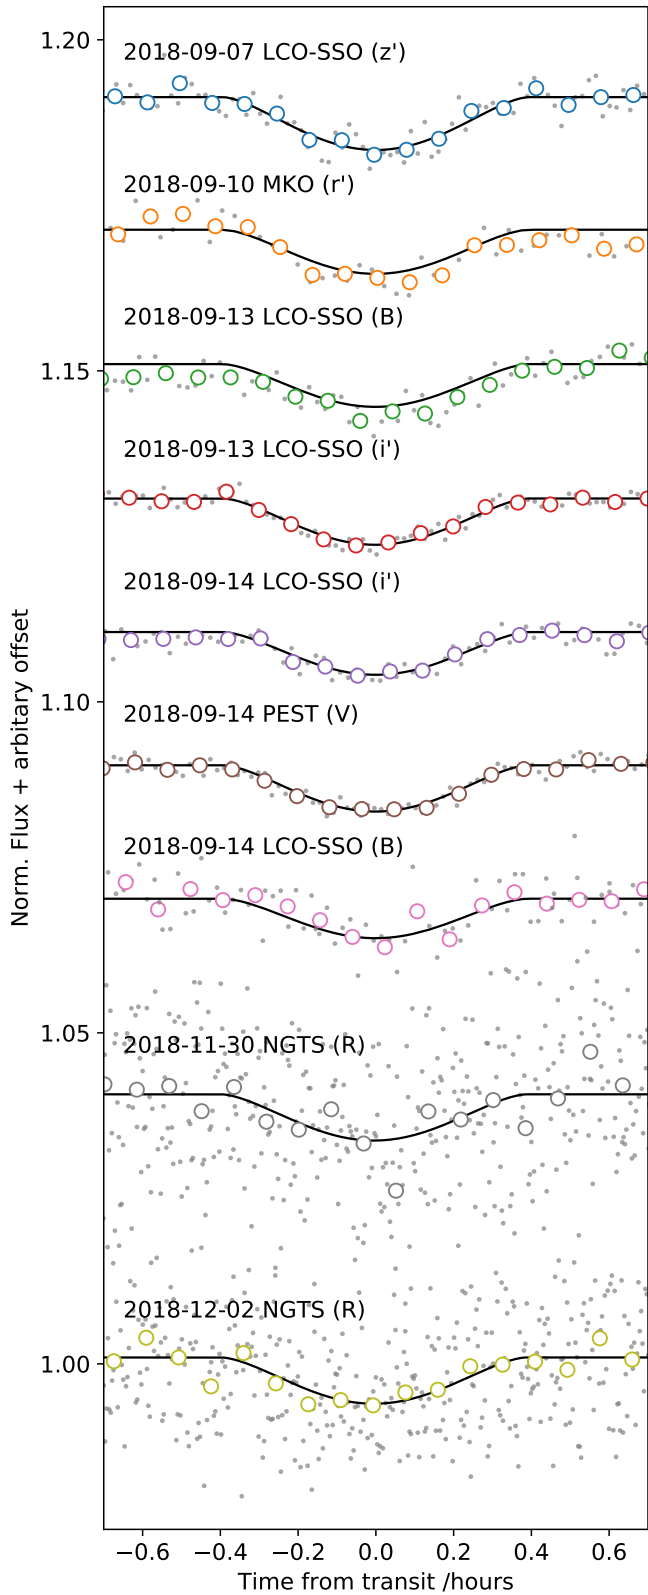 1.20
2018-09-07 LCO-SSO (z')
2018-09-10 MKO (r')
2018-09-13 LCO-SSO (B)
1.15
2018-09-13 LCO-SSO (i')
2018-09-14 LCO-SSO (i')
1.10
2018-09-14 PEST (V)
2018-09-14 LCO-SSO (B)
1.05
2018-11-30 NGTS (R)
2018-12-02 NGTS (R)
1.00
Norm. Flux + arbitary offset
−0.6 −0.4 −0.2 0.0 0.2 0.4 0.6
Time from transit /hours